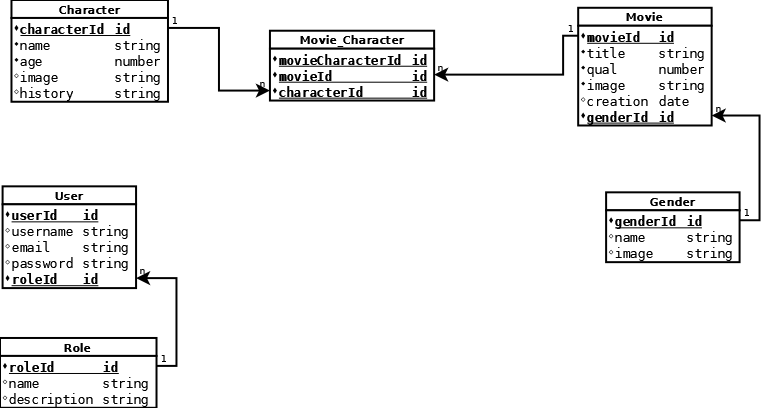 Character
characterId id
name string
age number
image string
history string
1
n
Movie_Character
movieCharacterId id
movieId id
characterId id
n
1
Movie
movieId id
title string
qual number
image string
creation date
genderId id
n
Gender
genderId id
name string
image string
1
User
userId id
username string
email string
password string
roleId id
n
Role
roleId id
name string
description string
1